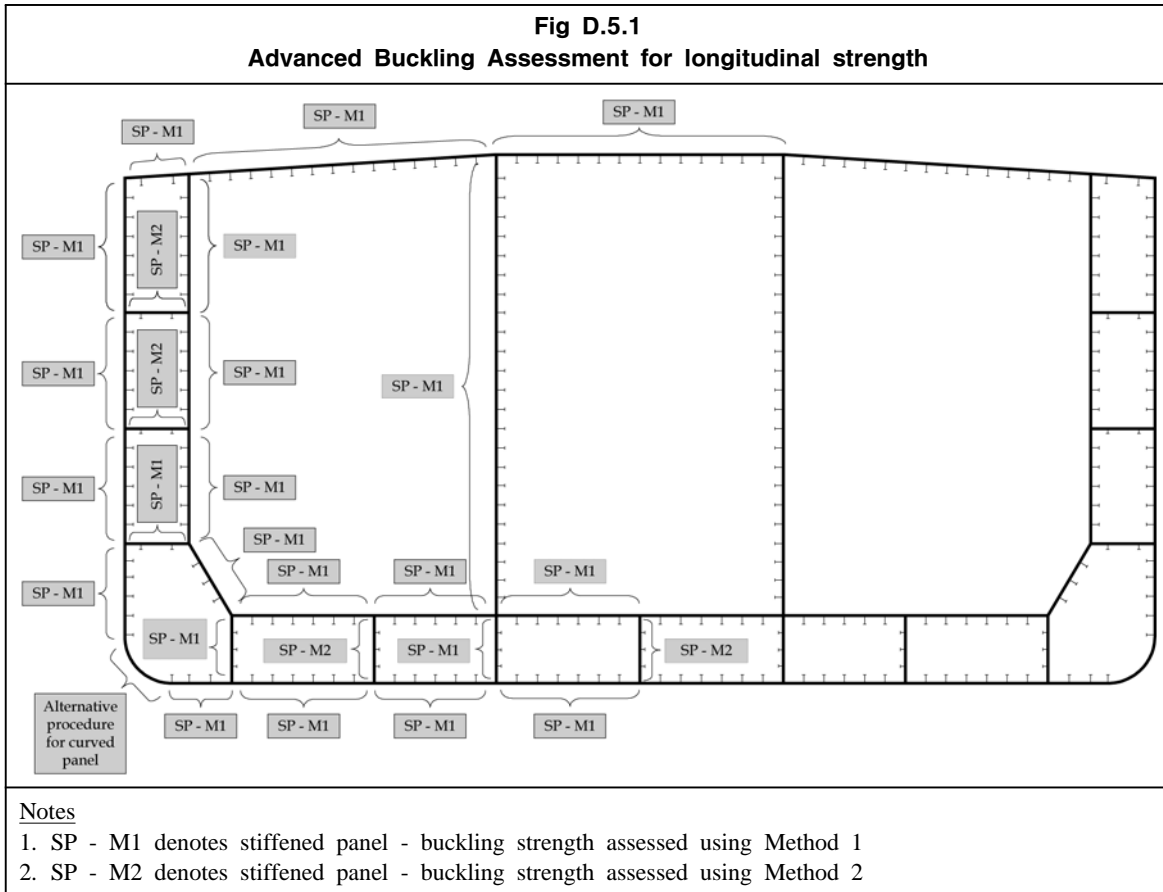 Fig D.5.1
Advanced Buckling Assessment for longitudinal strength
SP - M1
SP - M1
SP - M1
SP - M1
SP - M2
SP - M1
SP - M1
SP - M2
SP - M1
SP - M1
SP - M1
SP - M1
SP - M1
SP - M1
SP - M1
SP - M1
SP - M1
SP - M1
SP - M1
SP - M2
SP - M1
SP - M2
Alternative
procedure
for curved
panel
SP - M1
SP - M1
SP - M1
SP - M1
Notes
1. SP - M1 denotes stiffened panel - buckling strength assessed using Method 1
2. SP - M2 denotes stiffened panel - buckling strength assessed using Method 2